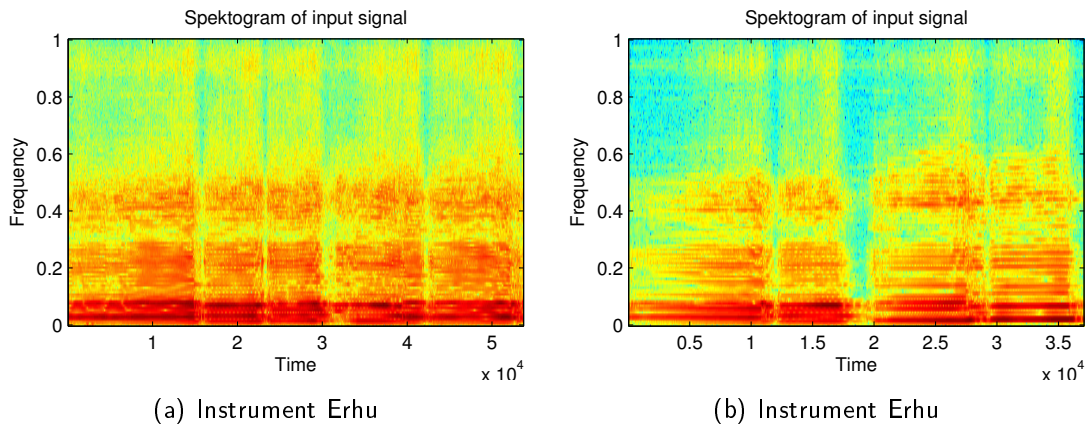 Spektogram of input signal
1
0.8
0.6
0.4
0.2
0
Frequency
1 2 3 4 5
Time
x 10^4
(a) Instrument Erhu
Spektogram of input signal
1
0.8
0.6
0.4
0.2
0
Frequency
0.5 1 1.5 2 2.5 3 3.5
Time
x 10^4
(b) Instrument Erhu